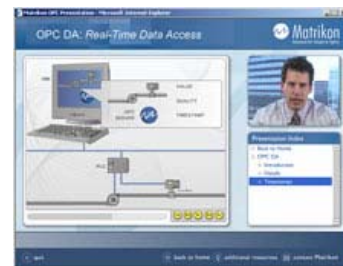 Matrikon OPC Presentation - Microsoft Internet Explorer
OPC DA: Real-Time Data Access
Matrikon
HMI
VALUE
QUALITY
TIMESTAMP
OPC
SERVER
PLC
Presentation Index
Back to Home
OPC DA
Introduction
Timestamp
quit
back to home
additional resources
contact Matrikon